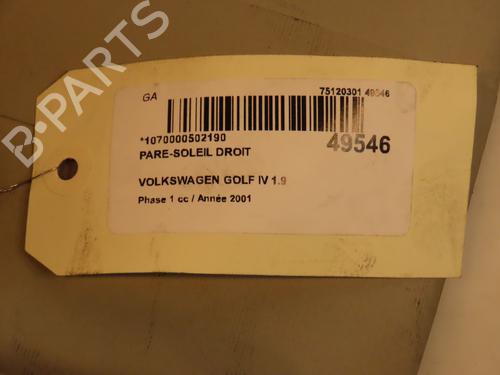 B-PARTS
GA
75120301 49546
*1070000502190
49546
PARE-SOLEIL DROIT
VOLKSWAGEN GOLF IV 1.9
Phase 1 cc / Année 2001